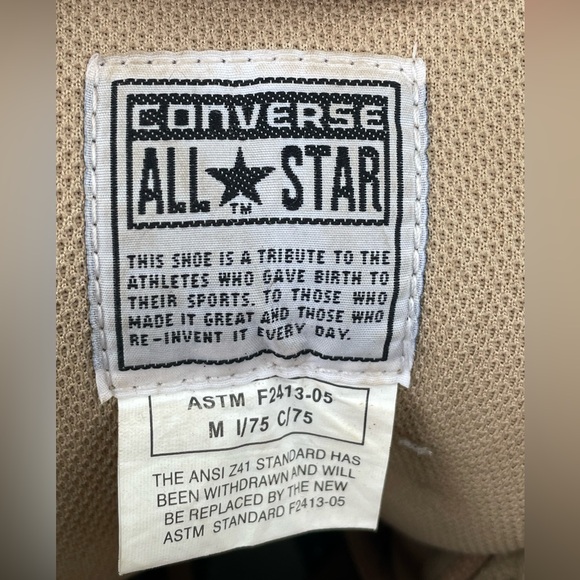 CONVERSE
ALL ★ STAR
TM
THIS SHOE IS A TRIBUTE TO THE
ATHLETES WHO GAVE BIRTH TO
THEIR SPORTS. TO THOSE WHO
MADE IT GREAT AND THOSE WHO
RE-INVENT IT EVERY DAY.
ASTM F2413-05
M I/75 C/75
THE ANSI Z41 STANDARD HAS
BEEN WITHDRAWN AND WILL
BE REPLACED BY THE NEW
ASTM STANDARD F2413-05